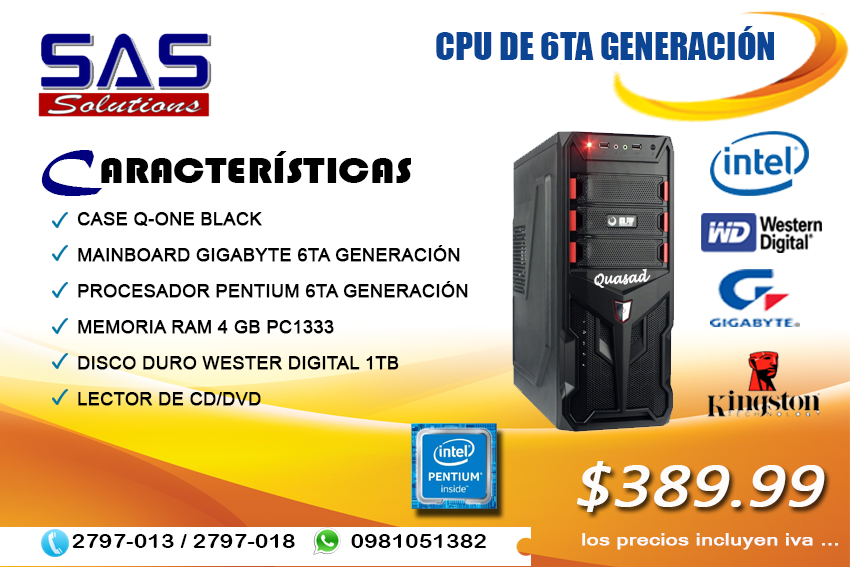 SAS
Solutions
CPU DE 6TA GENERACIÓN
CARACTERÍSTICAS
CASE Q-ONE BLACK
MAINBOARD GIGABYTE 6TA GENERACIÓN
PROCESADOR PENTIUM 6TA GENERACIÓN
MEMORIA RAM 4 GB PC1333
DISCO DURO WESTER DIGITAL 1TB
LECTOR DE CD/DVD
Quasad
intel
WD Western
Digital®
GIGABYTE®
Kingston
TECHNOLOGY
intel
PENTIUM®
inside™
$389.99
los precios incluyen iva ...
2797-013 / 2797-018 0981051382